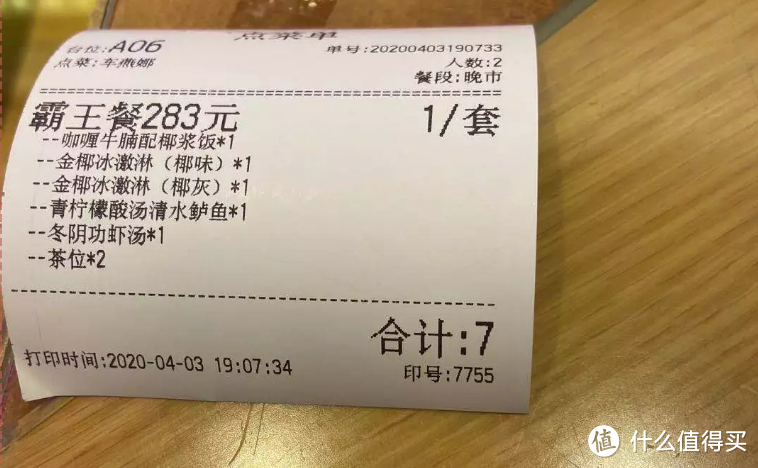 点菜单
台位:A06
单号:20200403190733
点菜:车燕娜
人数:2
餐段:晚市
霸王餐283元 1/套
--咖喱牛腩配椰浆饭*1
--金椰冰激淋（椰味）*1
--金椰冰激淋（椰灰）*1
--青柠檬酸汤清水鲈鱼*1
--冬阴功虾汤*1
--茶位*2
合计:7
打印时间:2020-04-03 19:07:34
印号:7755
值 什么值得买